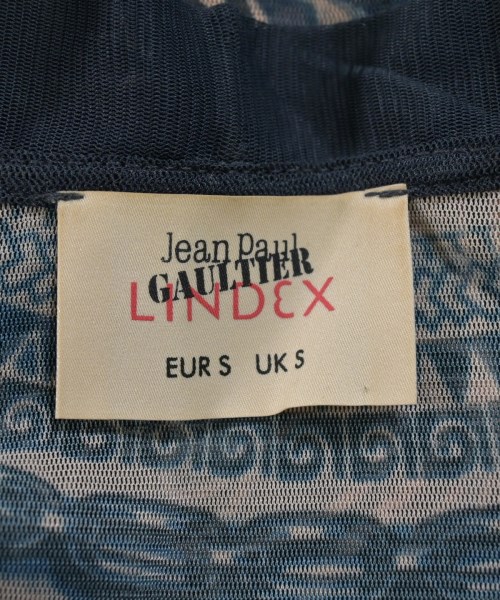 Jean Paul
GAULTIER
LINDEX
EUR S UK S